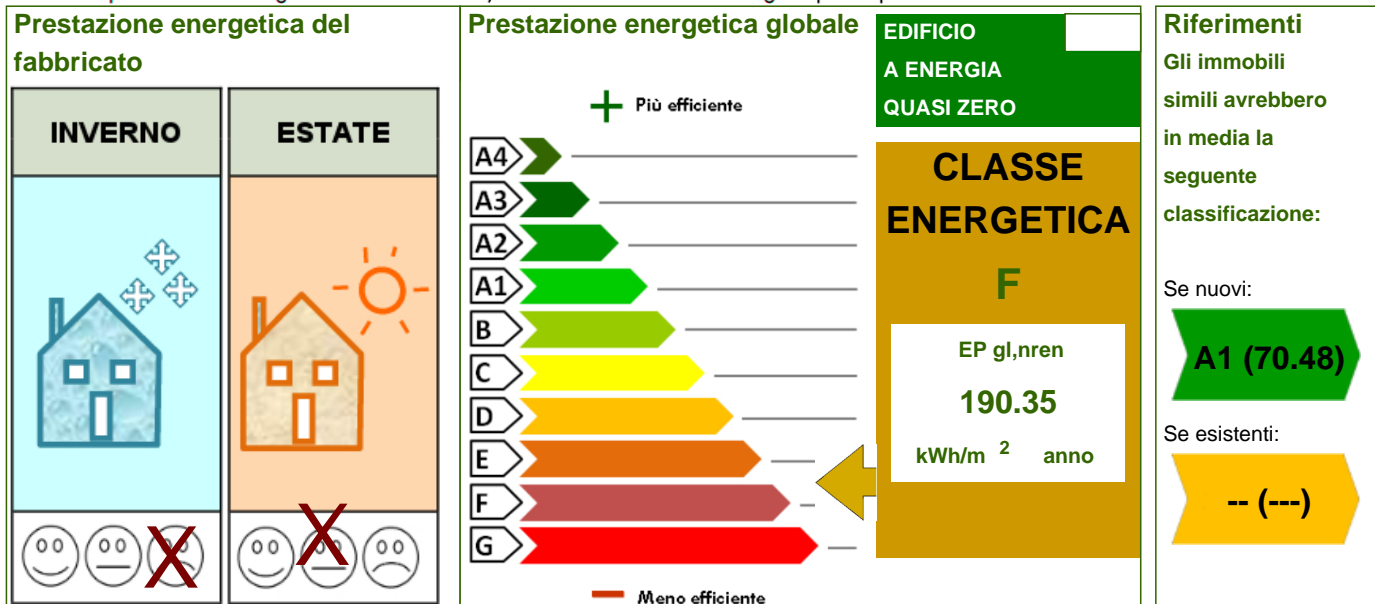 Prestazione energetica del
fabbricato
INVERNO
ESTATE
X
X
Prestazione energetica globale
Più efficiente
A4
A3
A2
A1
B
C
D
E
F
G
Meno efficiente
EDIFICIO
A ENERGIA
QUASI ZERO
CLASSE
ENERGETICA
F
EP gl,nren
190.35
kWh/m 2 anno
Riferimenti
Gli immobili
simili avrebbero
in media la
seguente
classificazione:
Se nuovi:
A1 (70.48)
Se esistenti:
-- (---)